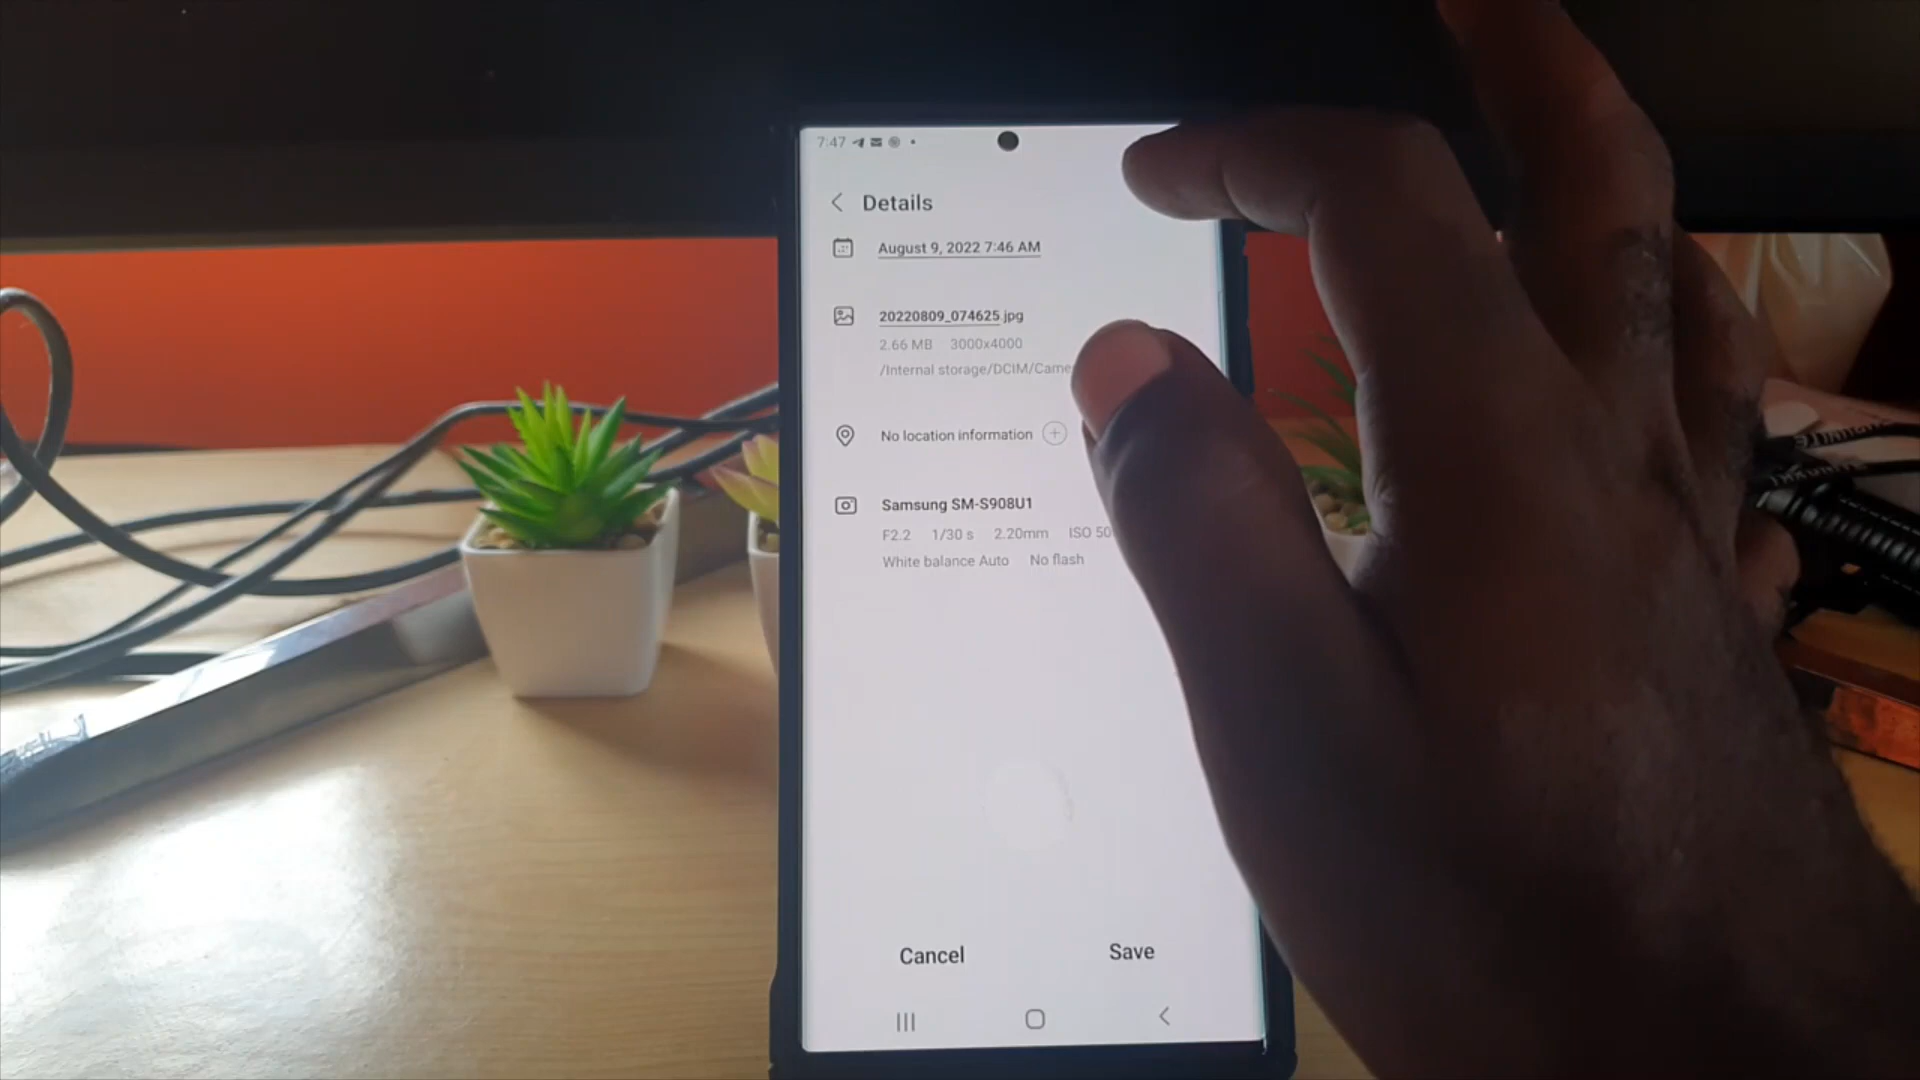 7:47
Details
August 9, 2022 7:46 AM
20220809_074625.jpg
2.66 MB 3000x4000
/Internal storage/DCIM/Came
No location information
Samsung SM-S908U1
F2.2 1/30 s 2.20mm ISO 50
White balance Auto No flash
Cancel Save